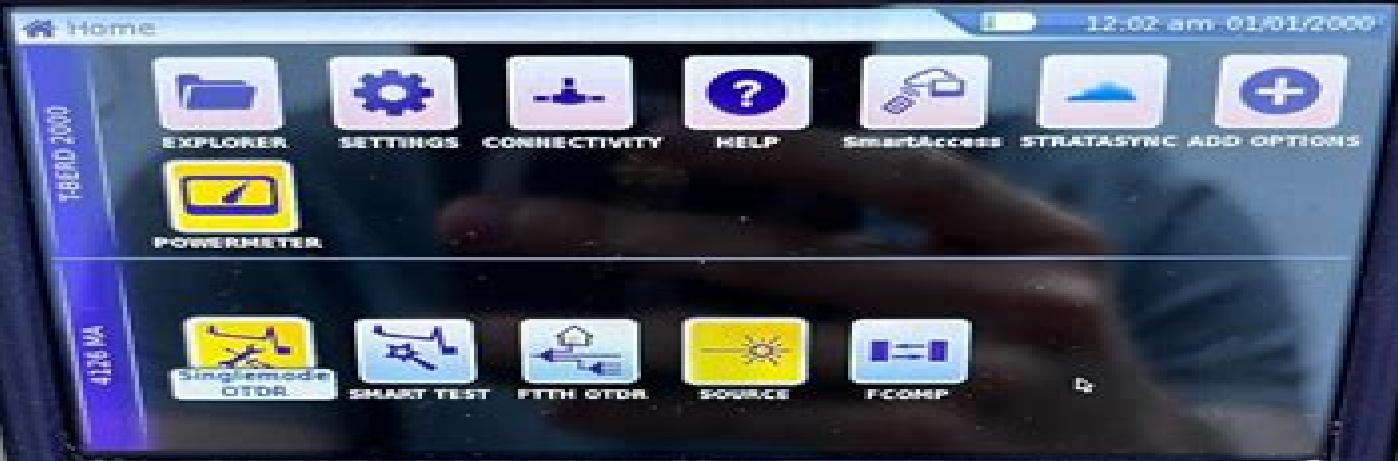 Home
12:02 am 01/01/2000
T-BERD 2000
EXPLORER
SETTINGS
CONNECTIVITY
HELP
SmartAccess
STRATASYNC
ADD OPTIONS
POWERMETER
4126 MA
Singlemode
OTDR
SMART TEST
FTTH OTDR
SOURCE
FCOMP